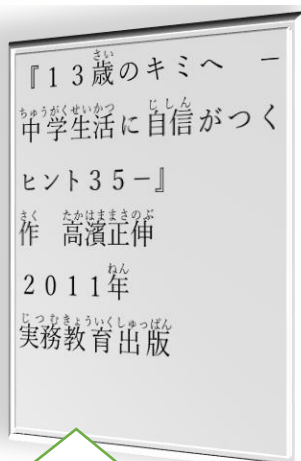 『13歳のキミへ －
中学生活に自信がつく
ヒント35－』
作　高濱正伸
2011年
実務教育出版